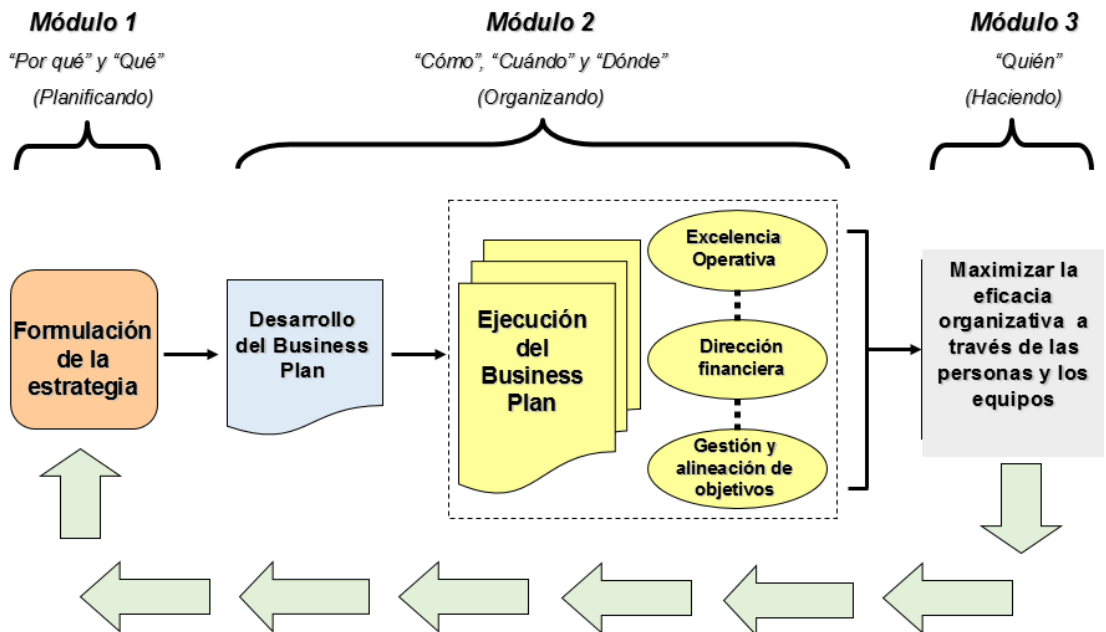 Módulo 1
“Por qué” y “Qué”
(Planificando)
Módulo 2
“Cómo”, “Cuándo” y “Dónde”
(Organizando)
Módulo 3
“Quién”
(Haciendo)
Formulación
de la
estrategia
Desarrollo
del Business
Plan
Ejecución
del
Business
Plan
Excelencia
Operativa
Dirección
financiera
Gestión y
alineación de
objetivos
Maximizar la
eficacia
organizativa a
través de las
personas y los
equipos